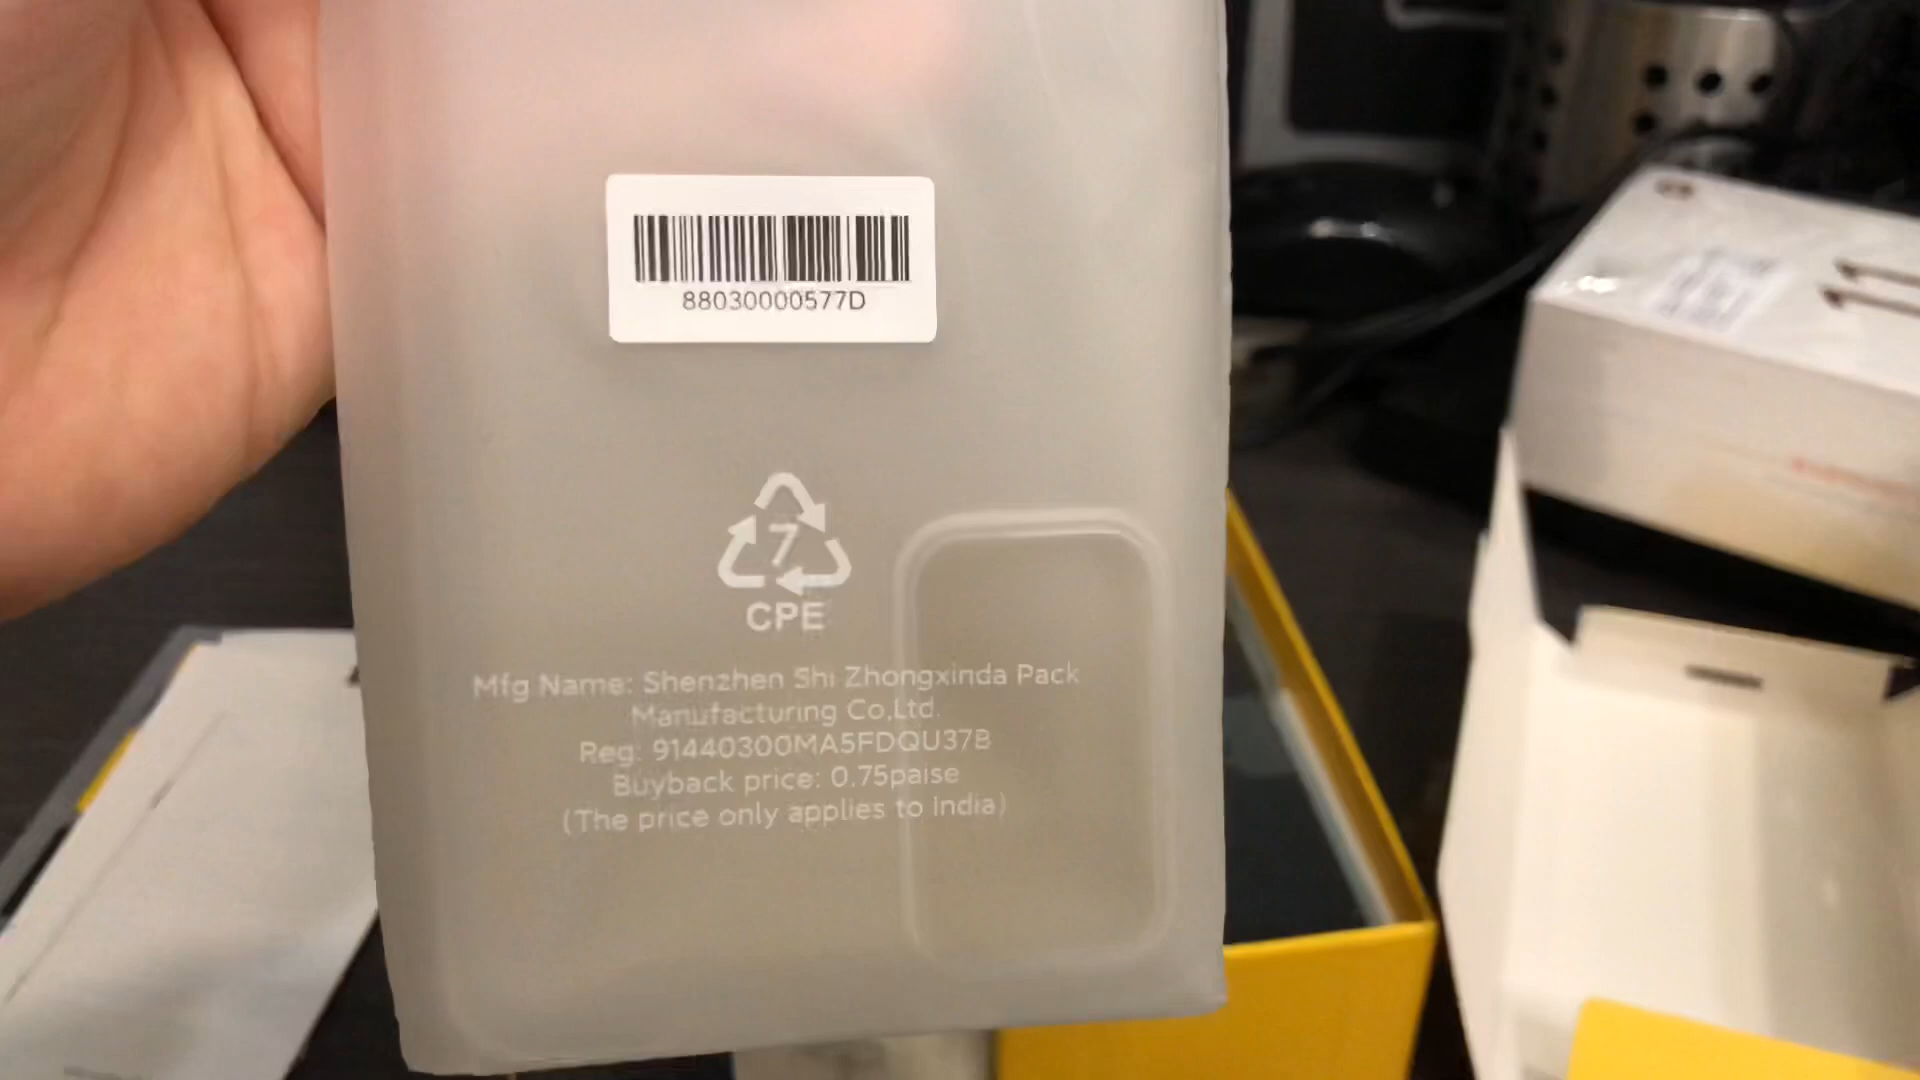 88030000577D
7
CPE
Mfg Name: Shenzhen Shi Zhongxinda Pack
Manufacturing Co,Ltd.
Reg: 91440300MA5FDQU37B
Buyback price: 0.75paise
(The price only applies to India)